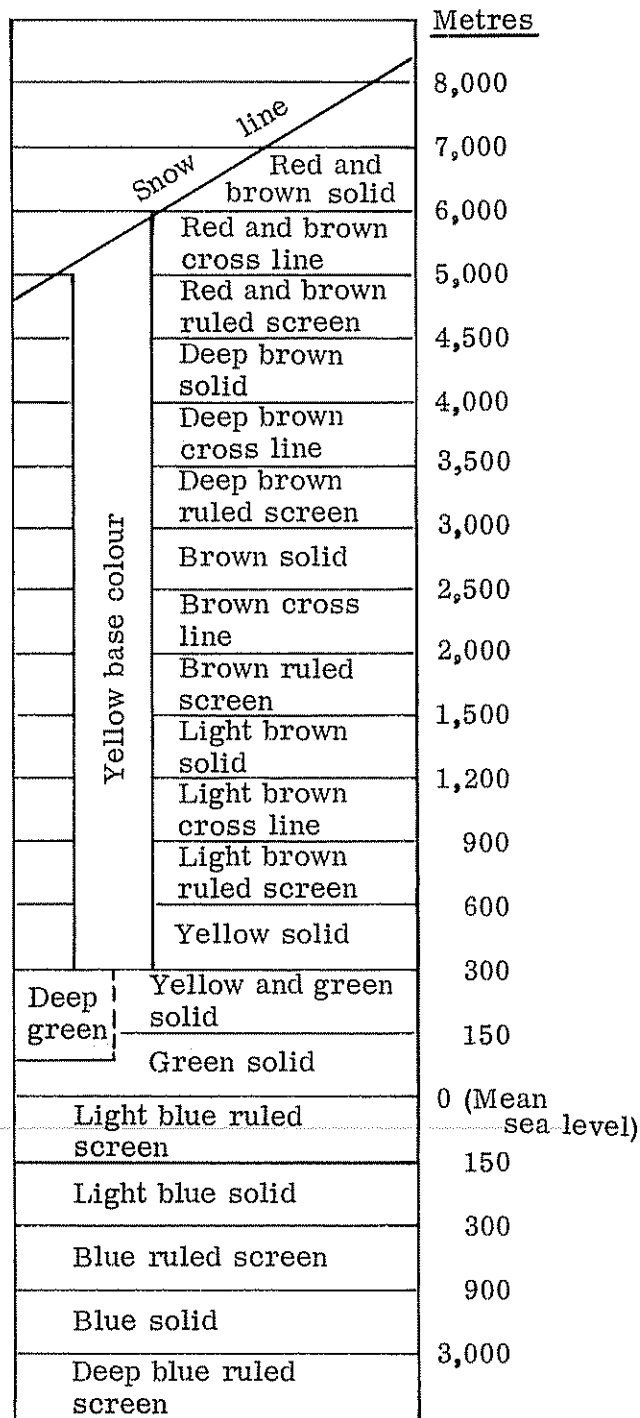 Metres
8,000
Snow line
7,000
Red and
brown solid
6,000
Red and brown
cross line
5,000
Red and brown
ruled screen
4,500
Deep brown
solid
4,000
Deep brown
cross line
3,500
Deep brown
ruled screen
3,000
Yellow base colour
Brown solid
2,500
Brown cross
line
2,000
Brown ruled
screen
1,500
Light brown
solid
1,200
Light brown
cross line
900
Light brown
ruled screen
600
Yellow solid
300
Deep
green
Yellow and green
solid
150
Green solid
0 (Mean
sea level)
Light blue ruled
screen
150
Light blue solid
300
Blue ruled screen
900
Blue solid
3,000
Deep blue ruled
screen